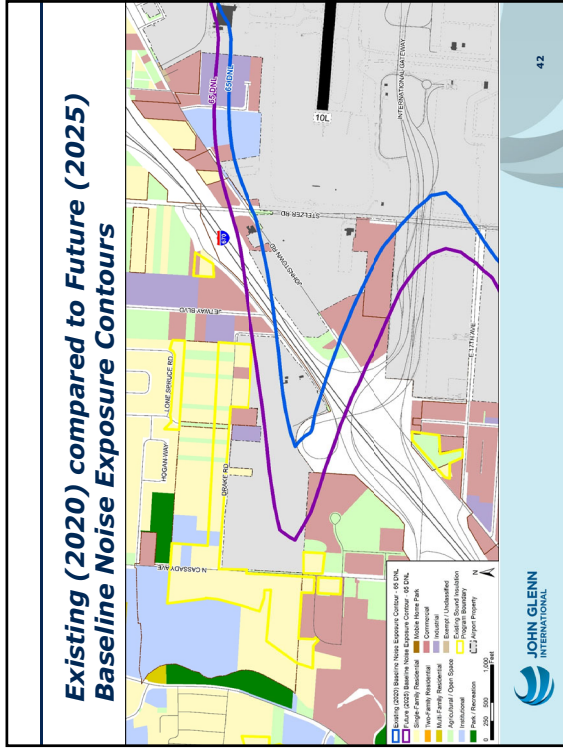 Existing (2020) compared to Future (2025)
Baseline Noise Exposure Contours
65 DNL
65 DNL
10L
INTERNATIONAL GATEWAY
STELZER RD
JOHNSTOWN RD
670
JETWAY BLVD
LONE SPRUCE RD
HOGAN WAY
DRAKE RD
N CASSADY AVE
E 17TH AVE
Existing (2020) Baseline Noise Exposure Contour - 65 DNL
Future (2025) Baseline Noise Exposure Contour - 65 DNL
Single-Family Residential
Two-Family Residential
Multi-Family Residential
Agricultural / Open Space
Institutional
Park / Recreation
Mobile Home Park
Commercial
Industrial
Exempt / Unclassified
Existing Sound Insulation
Program Boundary
Airport Property
0 250 500 1,000
Feet
N
JOHN GLENN
INTERNATIONAL
42